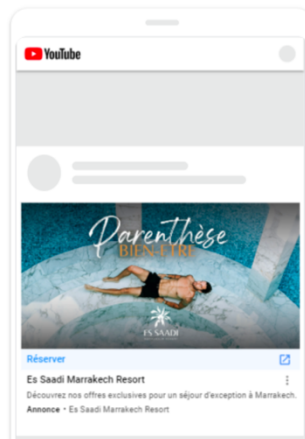 YouTube
Parenthèse
BIEN-ÊTRE
ES SAADI
Réserver
Es Saadi Marrakech Resort
Découvrez nos offres exclusives pour un séjour d'exception à Marrakech.
Annonce • Es Saadi Marrakech Resort